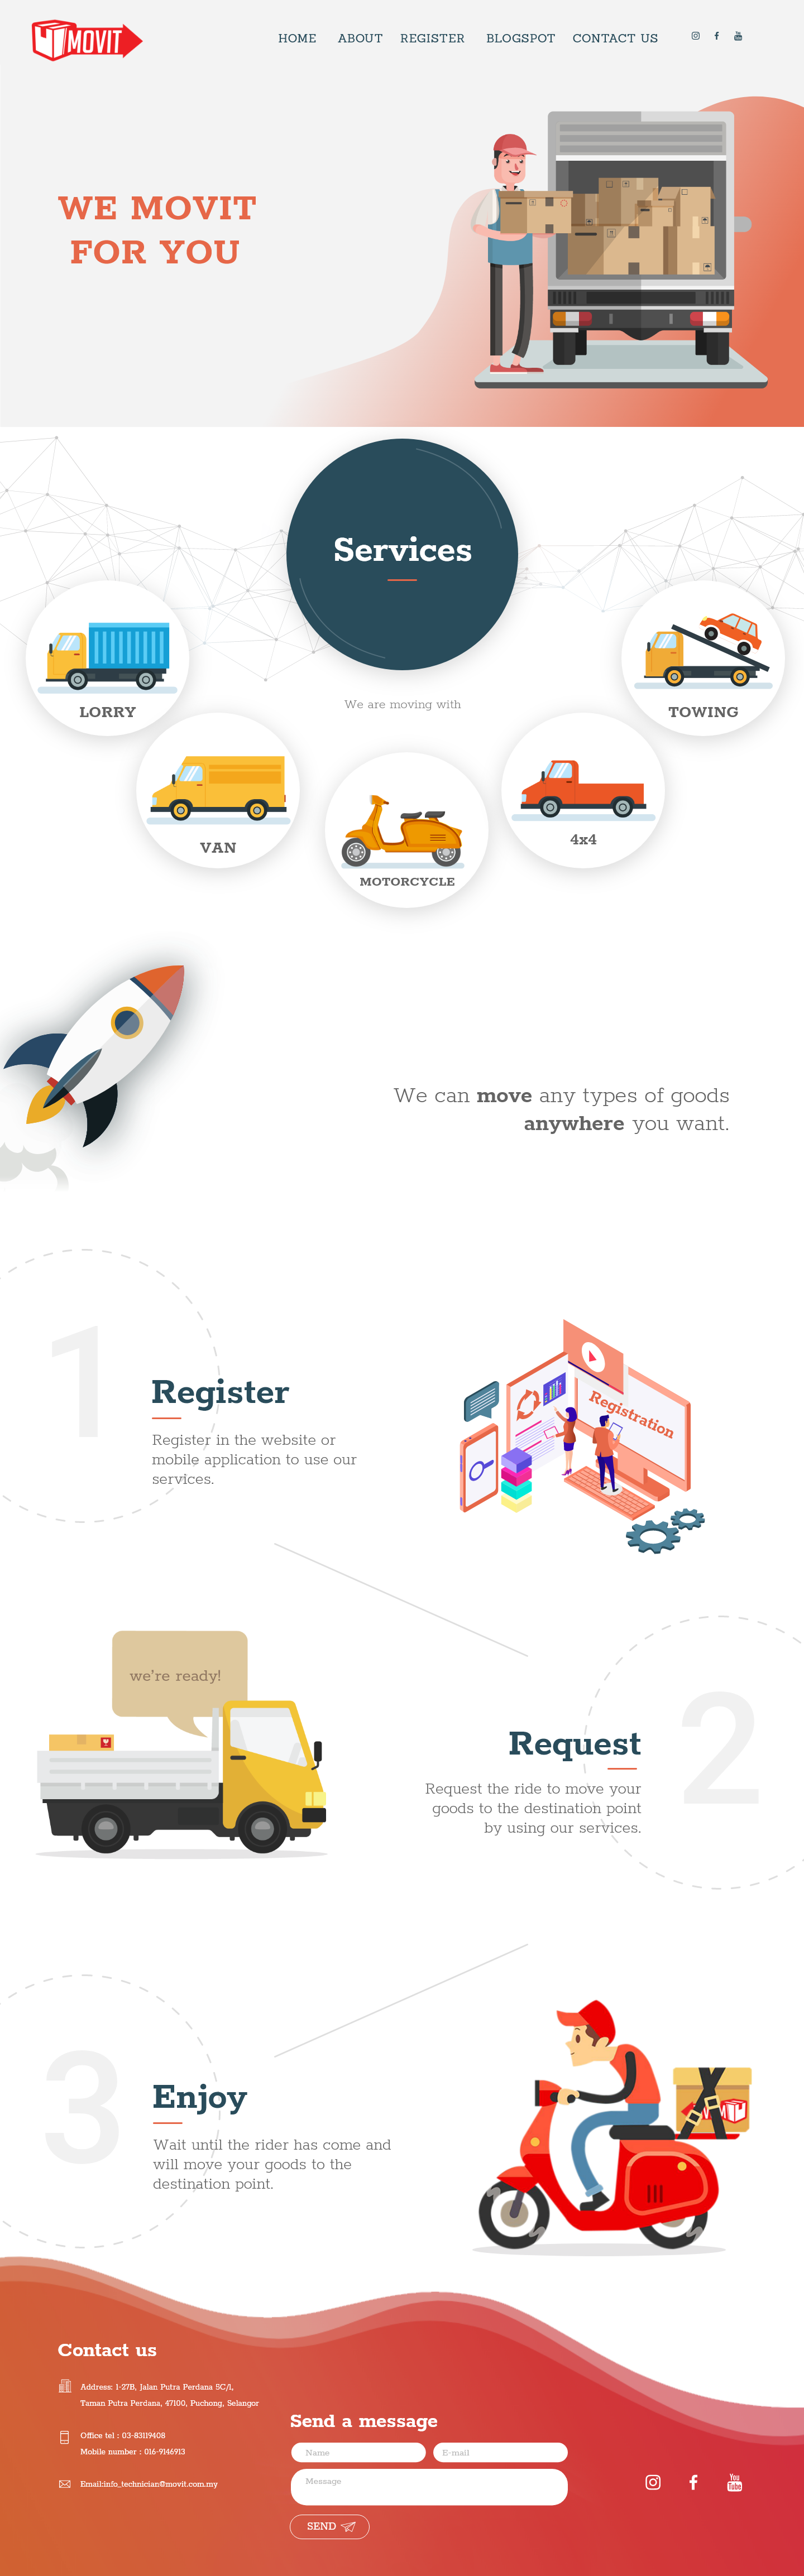 MOVIT
HOME ABOUT REGISTER BLOGSPOT CONTACT US
WE MOVIT
FOR YOU
Services
We are moving with
LORRY
TOWING
VAN
4x4
MOTORCYCLE
We can move any types of goods
anywhere you want.
1
Register
Register in the website or
mobile application to use our
services.
Registration
we're ready!
2
Request
Request the ride to move your
goods to the destination point
by using our services.
3
Enjoy
Wait until the rider has come and
will move your goods to the
destination point.
Contact us
Address: 1-27B, Jalan Putra Perdana 5C/1,
Taman Putra Perdana, 47100, Puchong, Selangor
Office tel : 03-83119408
Mobile number : 016-9146913
Email:info_technician@movit.com.my
Send a message
Name
E-mail
Message
SEND
You
Tube